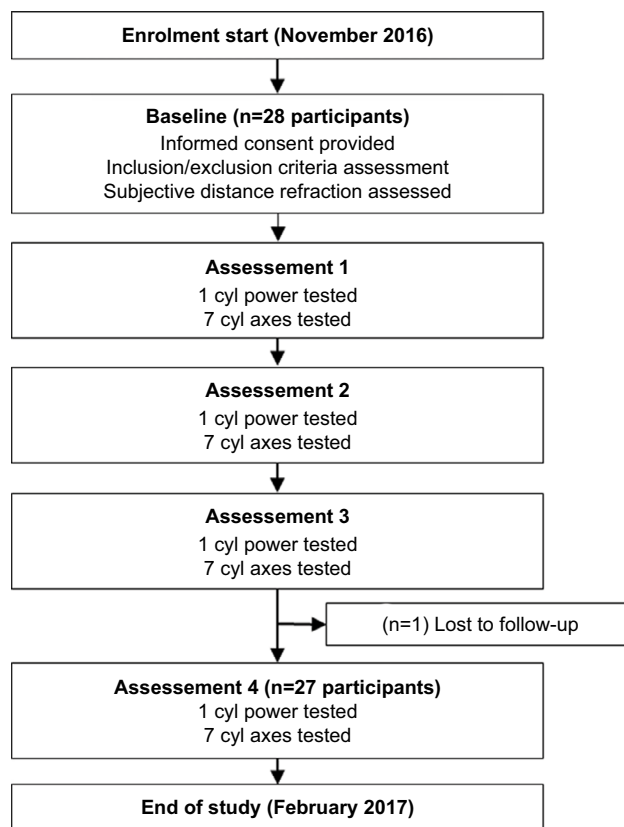 Enrolment start (November 2016)
Baseline (n=28 participants)
Informed consent provided
Inclusion/exclusion criteria assessment
Subjective distance refraction assessed
Assessement 1
1 cyl power tested
7 cyl axes tested
Assessement 2
1 cyl power tested
7 cyl axes tested
Assessement 3
1 cyl power tested
7 cyl axes tested
(n=1) Lost to follow-up
Assessement 4 (n=27 participants)
1 cyl power tested
7 cyl axes tested
End of study (February 2017)